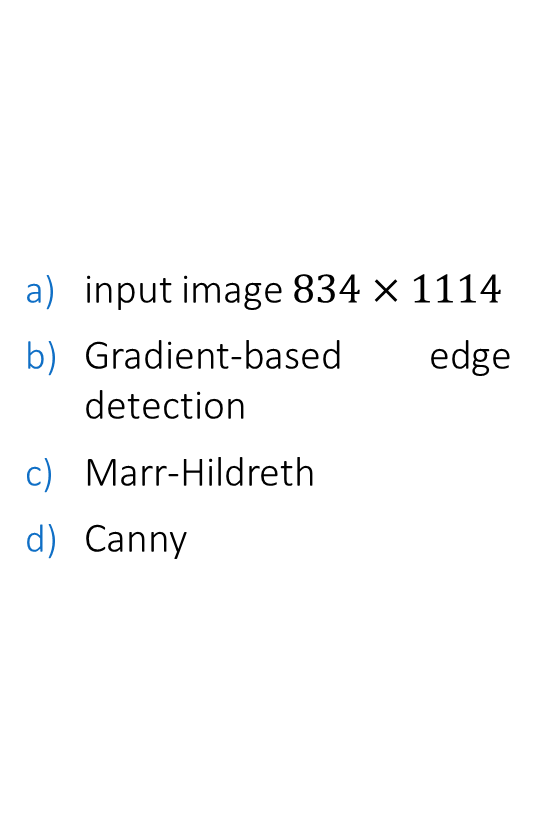 a) input image 834 × 1114
b) Gradient-based edge
detection
c) Marr-Hildreth
d) Canny